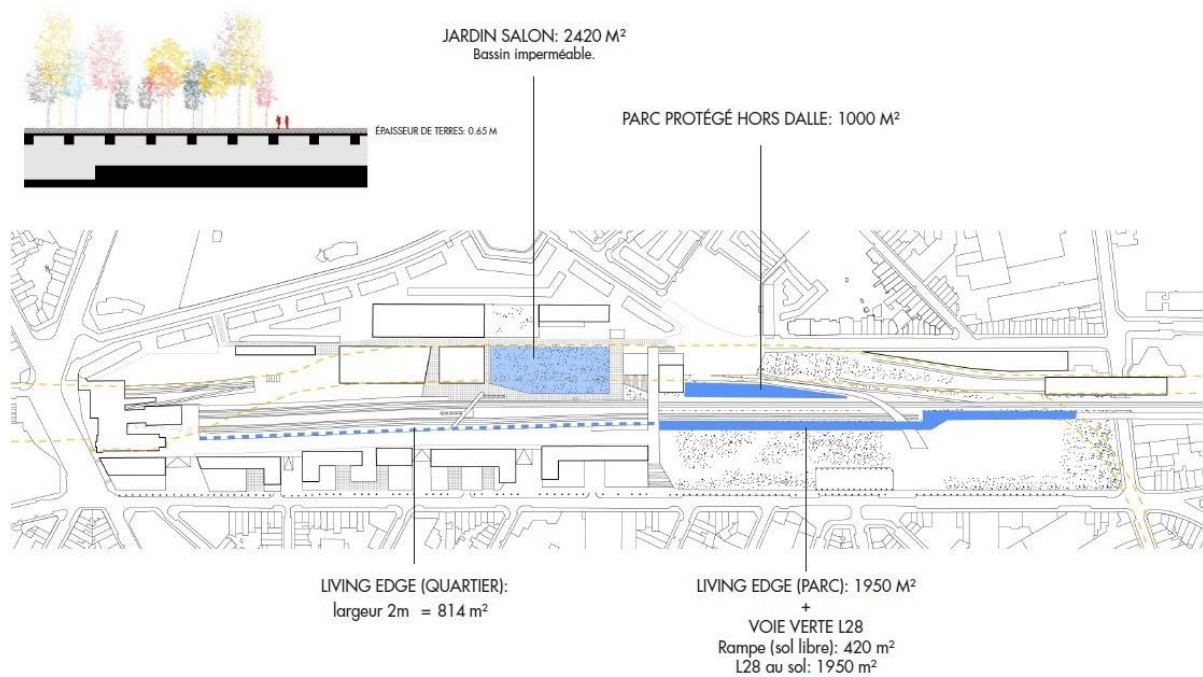 JARDIN SALON: 2420 M²
Bassin imperméable.
PARC PROTÉGÉ HORS DALLE: 1000 M²
ÉPAISSEUR DE TERRES: 0.65 M
LIVING EDGE (QUARTIER):
largeur 2m = 814 m²
LIVING EDGE (PARC): 1950 M²
+
VOIE VERTE L28
Rampe (sol libre): 420 m²
L28 au sol: 1950 m²